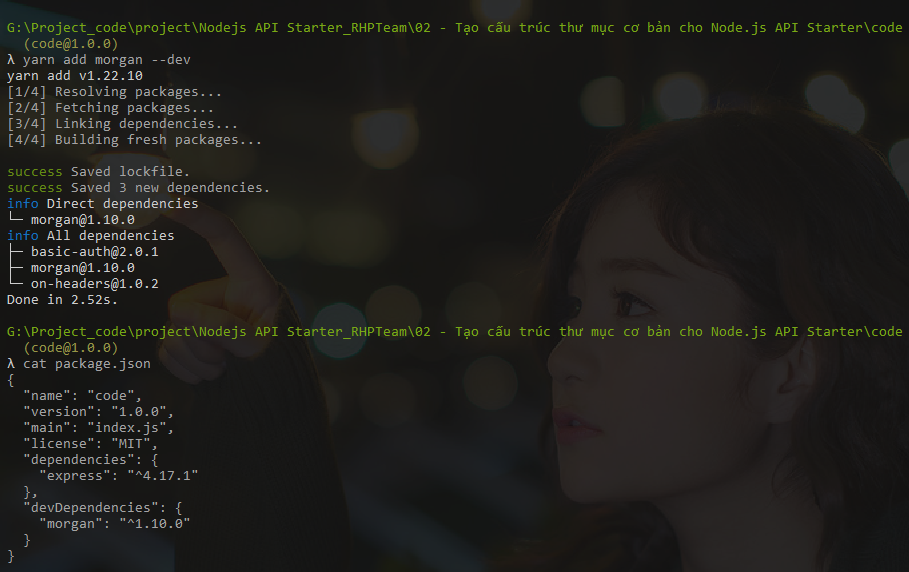 G:\Project_code\project\Nodejs API Starter_RHPTeam\02 - Tạo cấu trúc thư mục cơ bản cho Node.js API Starter\code
(code@1.0.0)
λ yarn add morgan --dev
yarn add v1.22.10
[1/4] Resolving packages...
[2/4] Fetching packages...
[3/4] Linking dependencies...
[4/4] Building fresh packages...
success Saved lockfile.
success Saved 3 new dependencies.
info Direct dependencies
└─ morgan@1.10.0
info All dependencies
├─ basic-auth@2.0.1
├─ morgan@1.10.0
└─ on-headers@1.0.2
Done in 2.52s.
G:\Project_code\project\Nodejs API Starter_RHPTeam\02 - Tạo cấu trúc thư mục cơ bản cho Node.js API Starter\code
(code@1.0.0)
λ cat package.json
{
  "name": "code",
  "version": "1.0.0",
  "main": "index.js",
  "license": "MIT",
  "dependencies": {
    "express": "^4.17.1"
  },
  "devDependencies": {
    "morgan": "^1.10.0"
  }
}